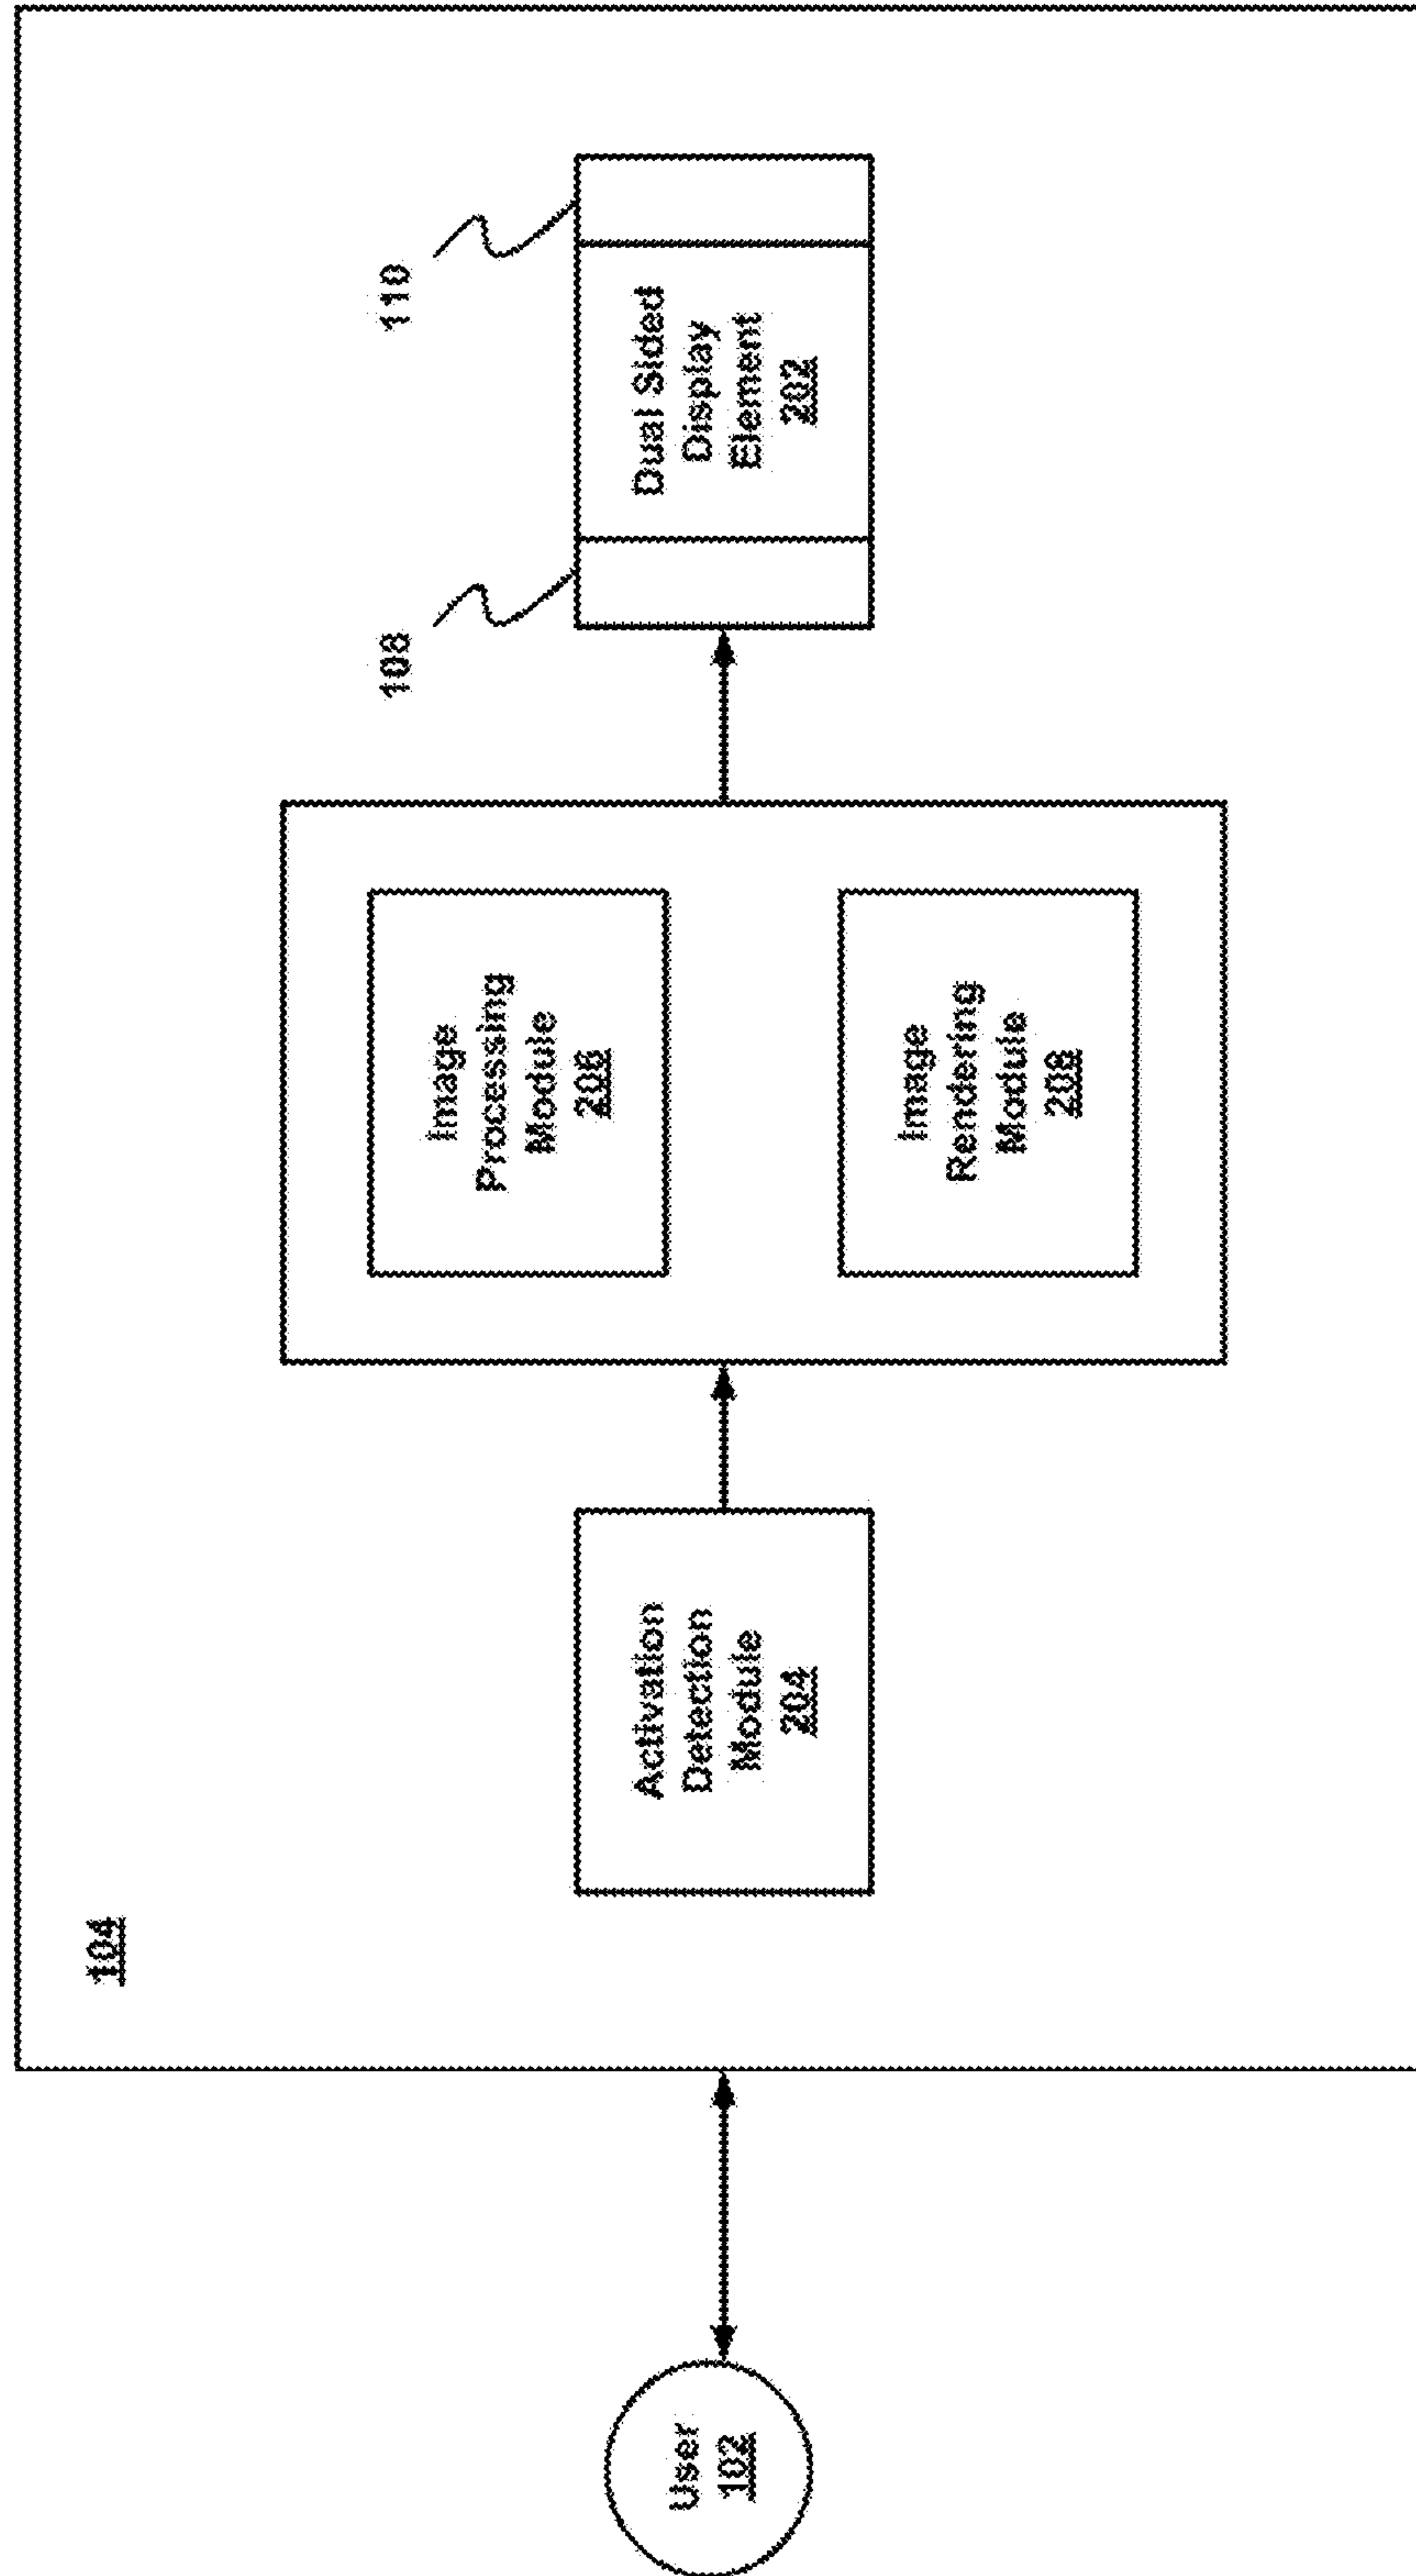 104
User
102
Activation
Detection
Module
204
Image
Processing
Module
206
Image
Rendering
Module
208
108
110
Dual Sided
Display
Element
202